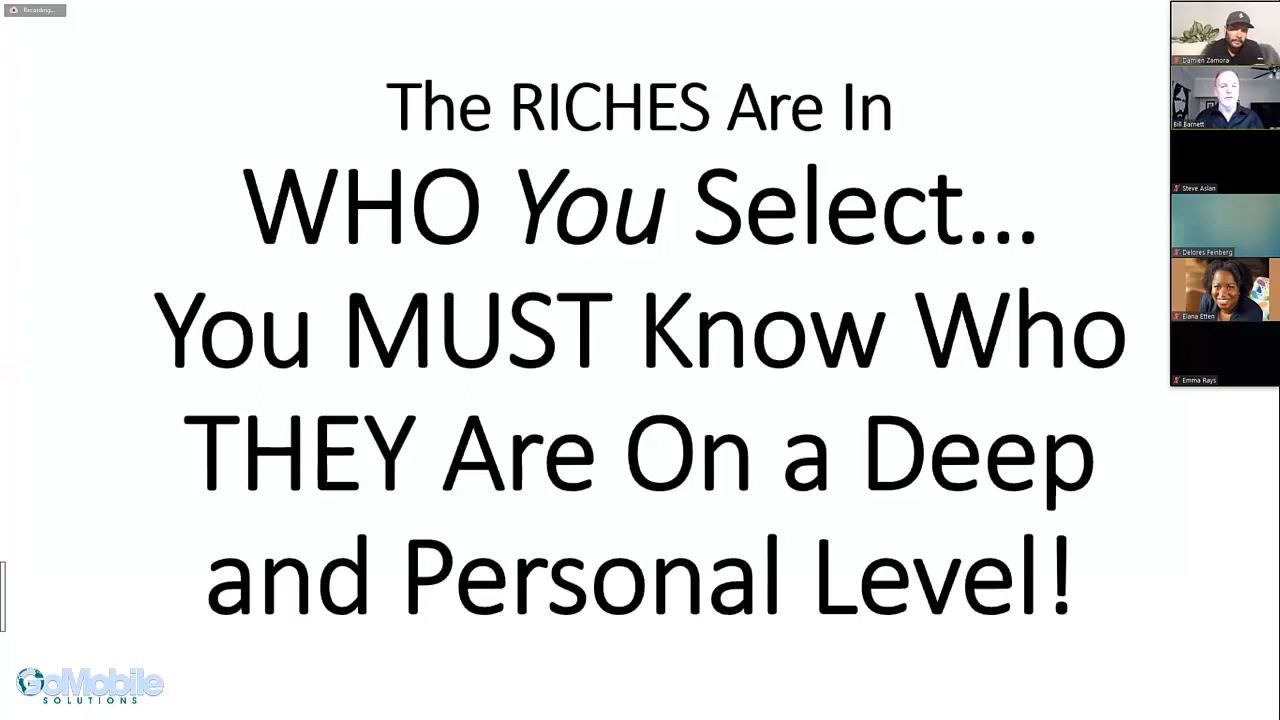 Recording...
The RICHES Are In
WHO You Select...
You MUST Know Who
THEY Are On a Deep
and Personal Level!
GoMobile
SOLUTIONS
Damien Zamora
Bill Barnett
Steve Aslan
Delores Feinberg
Elana Etten
Emma Rays